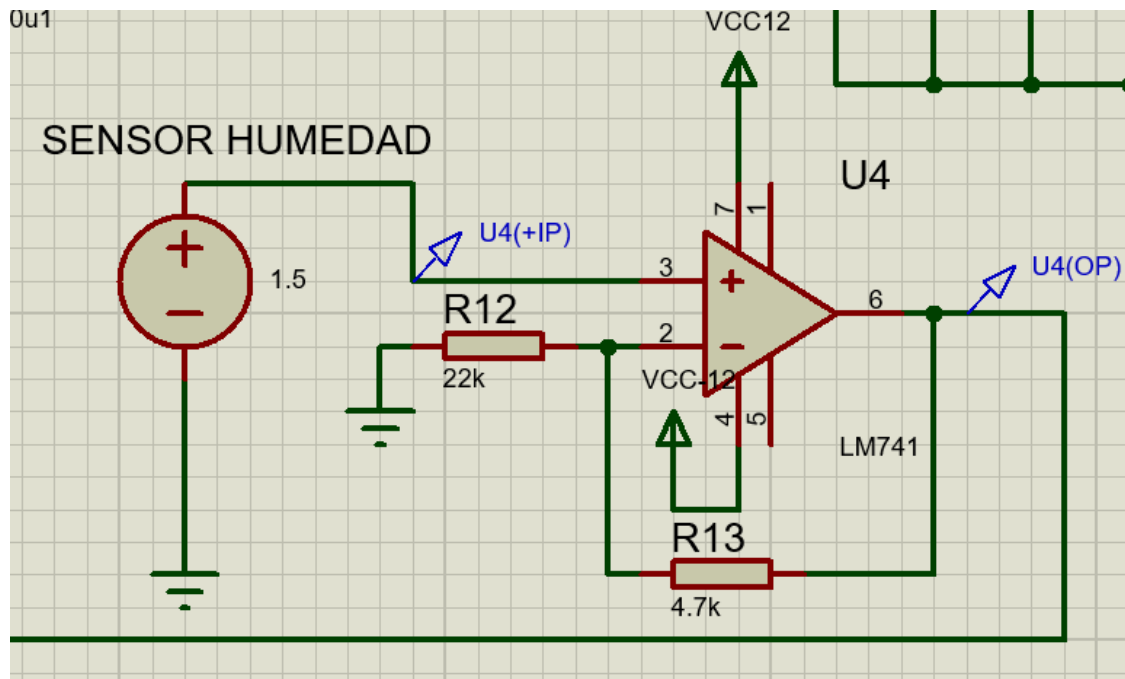 0u1
VCC12
SENSOR HUMEDAD
U4
7
1
U4(+IP)
U4(OP)
3
1.5
6
R12
2
22k
VCC-12
4
5
LM741
R13
4.7k